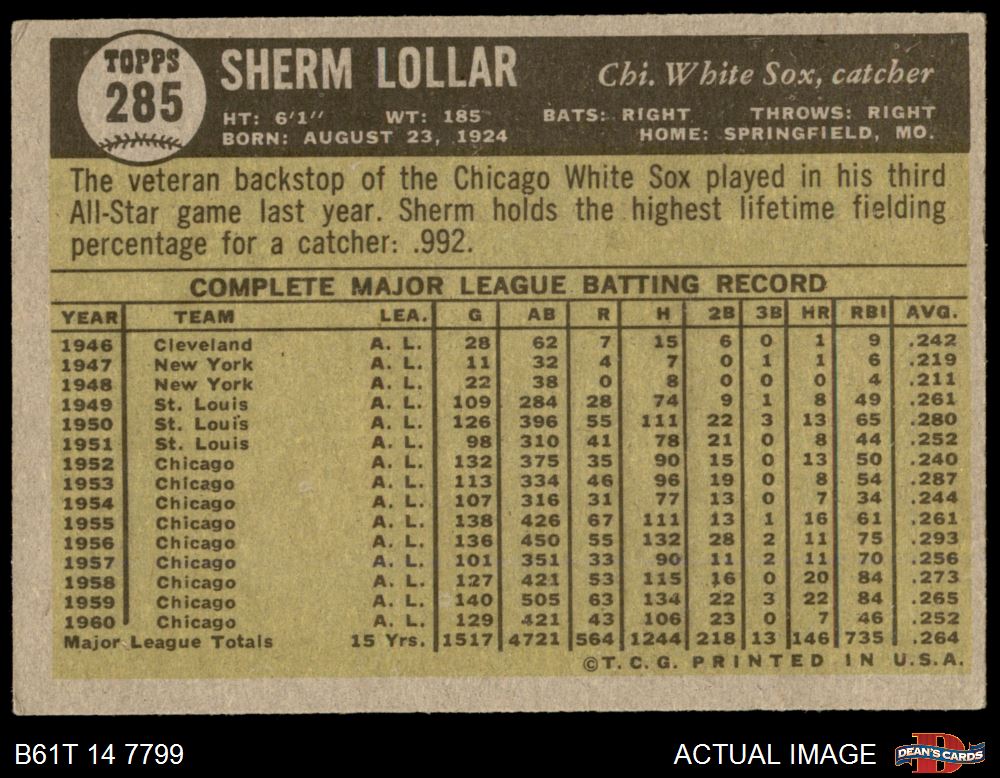 TOPPS
285
SHERM LOLLAR Chi. White Sox, catcher
HT: 6'1" WT: 185 BATS: RIGHT THROWS: RIGHT
BORN: AUGUST 23, 1924 HOME: SPRINGFIELD, MO.
The veteran backstop of the Chicago White Sox played in his third
All-Star game last year. Sherm holds the highest lifetime fielding
percentage for a catcher: .992.
COMPLETE MAJOR LEAGUE BATTING RECORD
YEAR TEAM LEA. G AB R H 2B 3B HR RBI AVG.
1946 Cleveland A. L. 28 62 7 15 6 0 1 9 .242
1947 New York A. L. 11 32 4 7 0 1 1 6 .219
1948 New York A. L. 22 38 0 8 0 0 0 4 .211
1949 St. Louis A. L. 109 284 28 74 9 1 8 49 .261
1950 St. Louis A. L. 126 396 55 111 22 3 13 65 .280
1951 St. Louis A. L. 98 310 41 78 21 0 8 44 .252
1952 Chicago A. L. 132 375 35 90 15 0 13 50 .240
1953 Chicago A. L. 113 334 46 96 19 0 8 54 .287
1954 Chicago A. L. 107 316 31 77 13 0 7 34 .244
1955 Chicago A. L. 138 426 67 111 13 1 16 61 .261
1956 Chicago A. L. 136 450 55 132 28 2 11 75 .293
1957 Chicago A. L. 101 351 33 90 11 2 11 70 .256
1958 Chicago A. L. 127 421 53 115 16 0 20 84 .273
1959 Chicago A. L. 140 505 63 134 22 3 22 84 .265
1960 Chicago A. L. 129 421 43 106 23 0 7 46 .252
Major League Totals 15 Yrs. 1517 4721 564 1244 218 13 146 735 .264
©T. C. G. PRINTED IN U.S.A.
B61T 14 7799 ACTUAL IMAGE DEAN'S CARDS